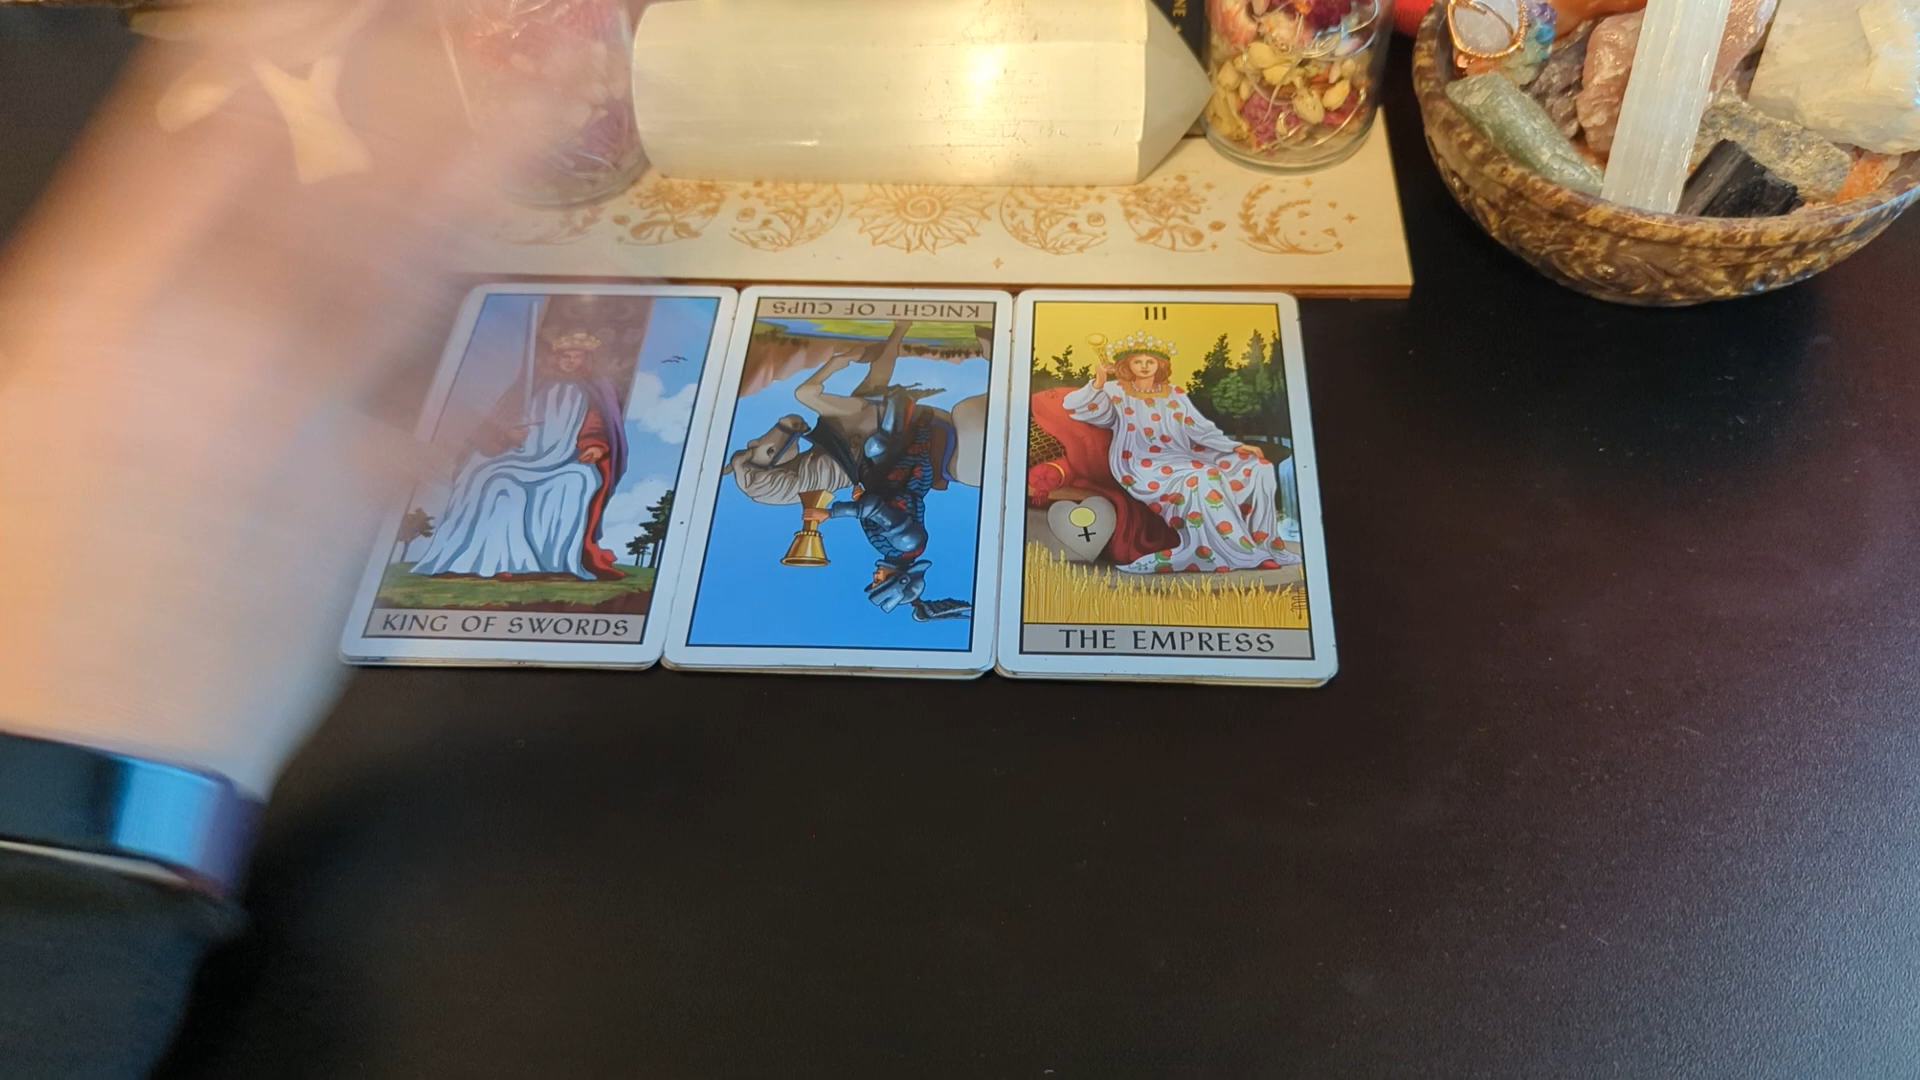 KNIGHT OF CUPS
III
KING OF SWORDS
THE EMPRESS